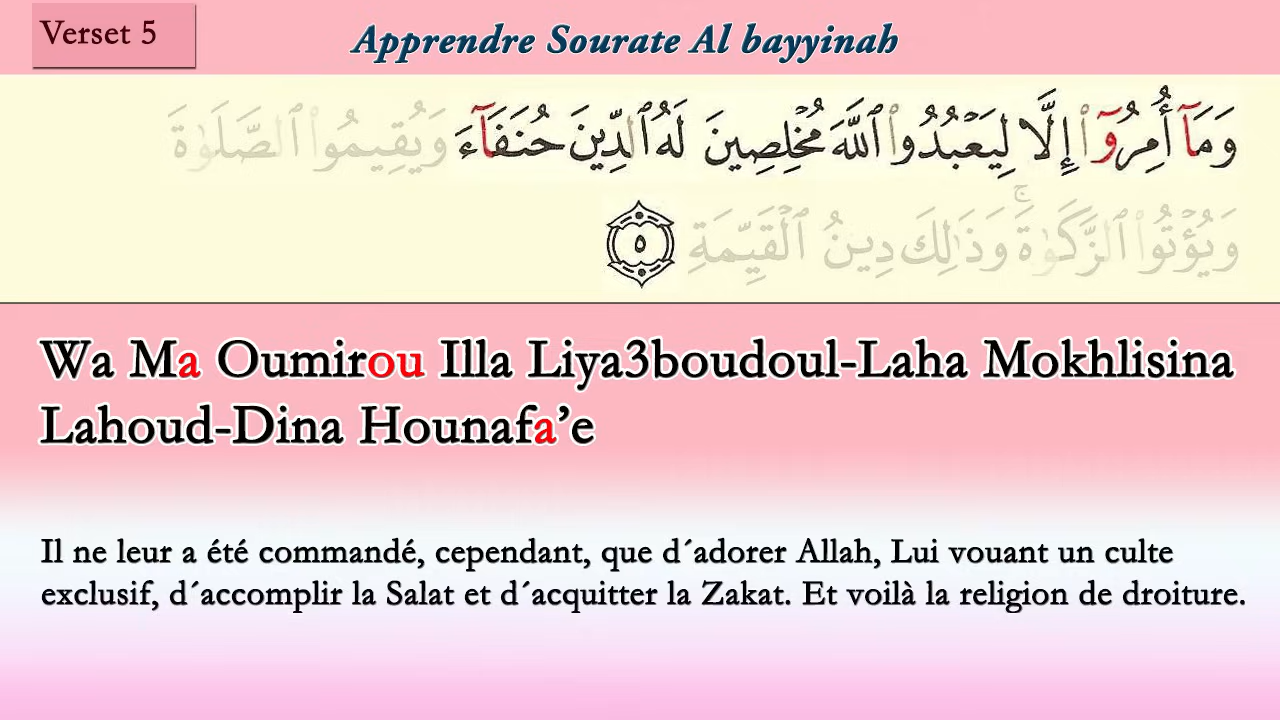 Verset 5
Apprendre Sourate Al bayyinah
وَمَآ أُمِرُوٓا۟ إِلَّا لِيَعْبُدُوا۟ ٱللَّهَ مُخْلِصِينَ لَهُ ٱلدِّينَ حُنَفَآءَ وَيُقِيمُوا۟ ٱلصَّلَوٰةَ
وَيُؤْتُوا۟ ٱلزَّكَوٰةَ ۚ وَذَٰلِكَ دِينُ ٱلْقَيِّمَةِ ٥
Wa Ma Oumirou Illa Liya3boudoul-Laha Mokhlisina
Lahoud-Dina Hounafa’e
Il ne leur a été commandé, cependant, que d´adorer Allah, Lui vouant un culte
exclusif, d´accomplir la Salat et d´acquitter la Zakat. Et voilà la religion de droiture.